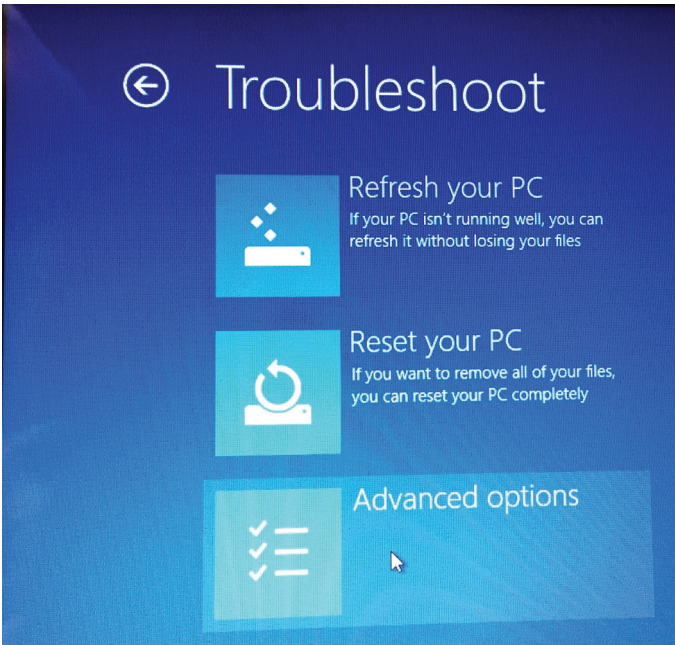 Troubleshoot
Refresh your PC
If your PC isn't running well, you can
refresh it without losing your files
Reset your PC
If you want to remove all of your files,
you can reset your PC completely
Advanced options